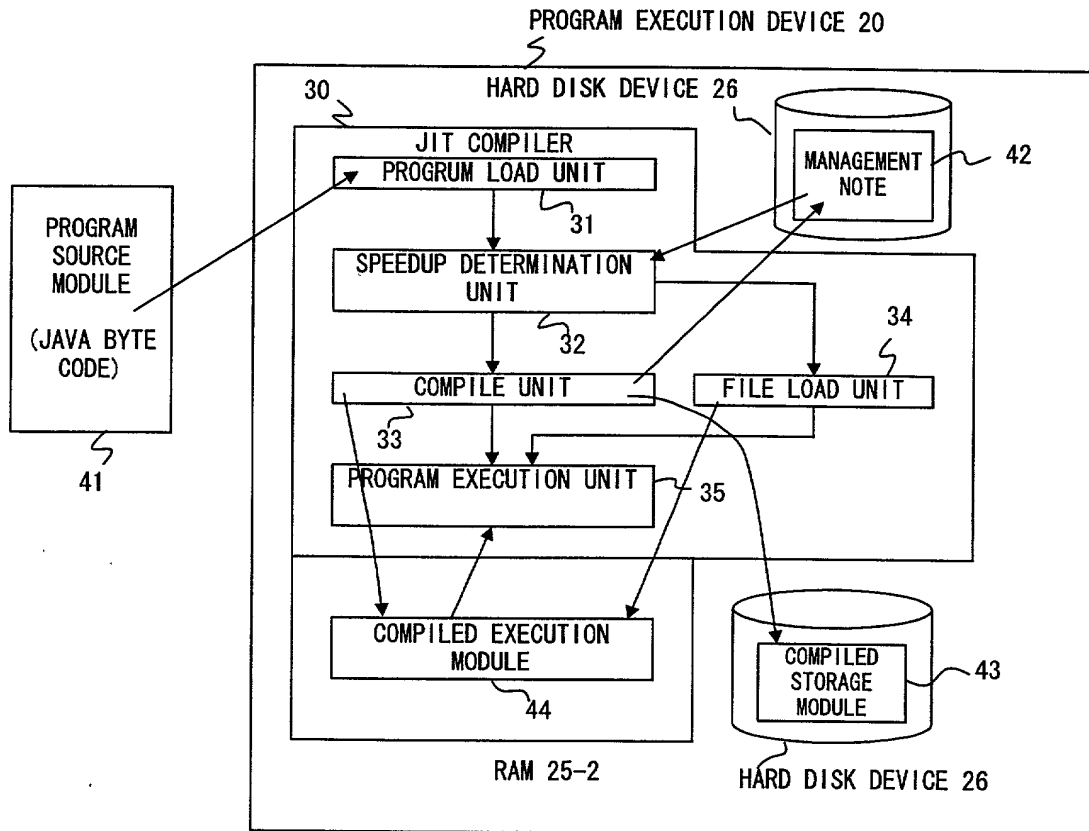 PROGRAM EXECUTION DEVICE 20
HARD DISK DEVICE 26
30
JIT COMPILER
PROGRUM LOAD UNIT
31
MANAGEMENT
NOTE
42
PROGRAM
SOURCE
MODULE
(JAVA BYTE
CODE)
41
SPEEDUP DETERMINATION
UNIT
32
34
COMPILE UNIT
33
FILE LOAD UNIT
PROGRAM EXECUTION UNIT
35
COMPILED EXECUTION
MODULE
44
COMPILED
STORAGE
MODULE
43
RAM 25-2
HARD DISK DEVICE 26